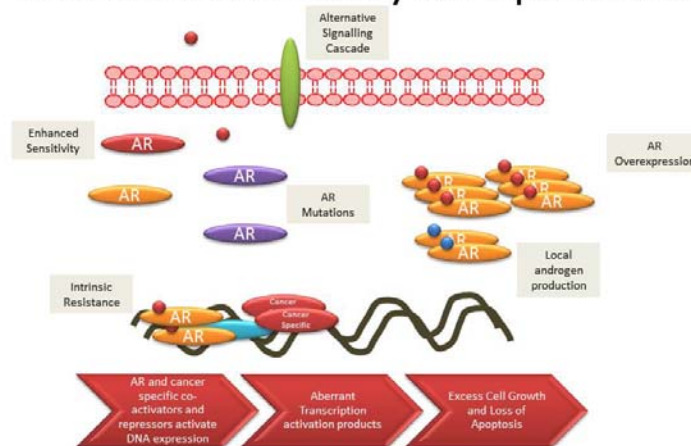 Alternative
Signalling
Cascade
Enhanced
Sensitivity
AR
AR
AR
AR
Mutations
AR
AR
Overexpression
AR
AR
AR
AR
AR
AR
AR
AR
Local
androgen
production
Intrinsic
Resistance
AR
AR
Cancer
Cancer
Specific
AR and cancer
specific co-
activators and
repressors activate
DNA expression
Aberrant
Transcription
activation products
Excess Cell Growth
and Loss of
Apoptosis